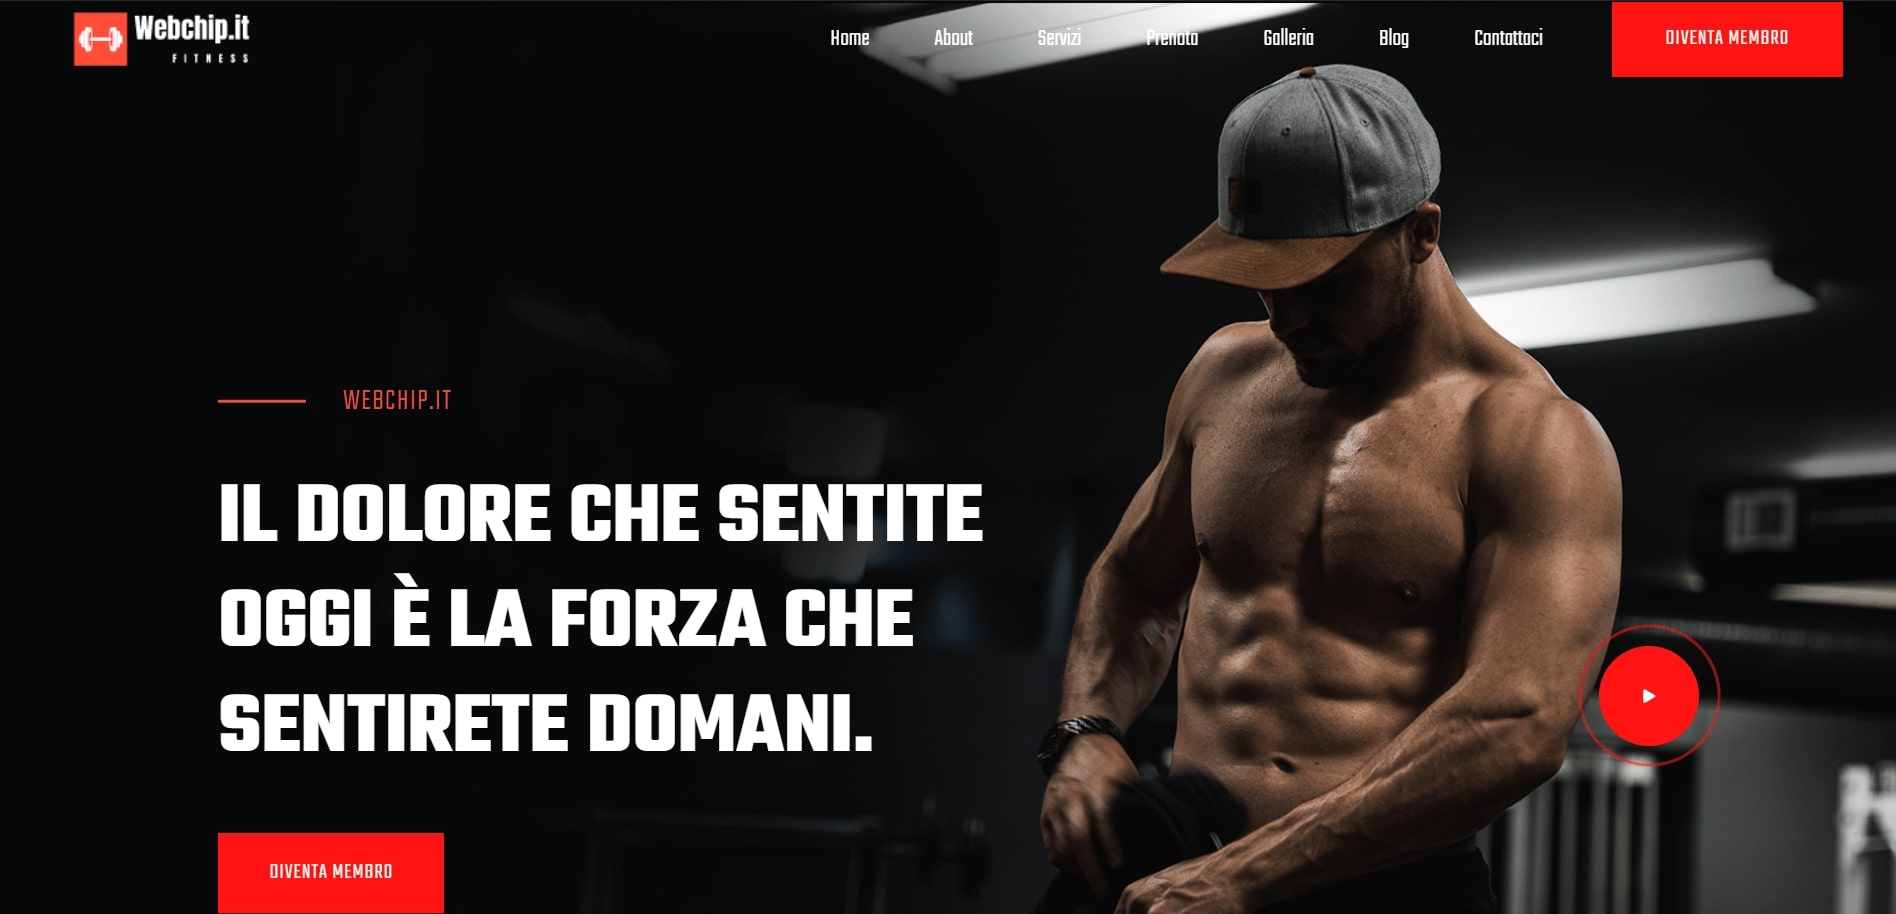 Webchip.it
FITNESS
Home
About
Servizi
Prenota
Galleria
Blog
Contattaci
DIVENTA MEMBRO
WEBCHIP.IT
IL DOLORE CHE SENTITE
OGGI È LA FORZA CHE
SENTIRETE DOMANI.
DIVENTA MEMBRO